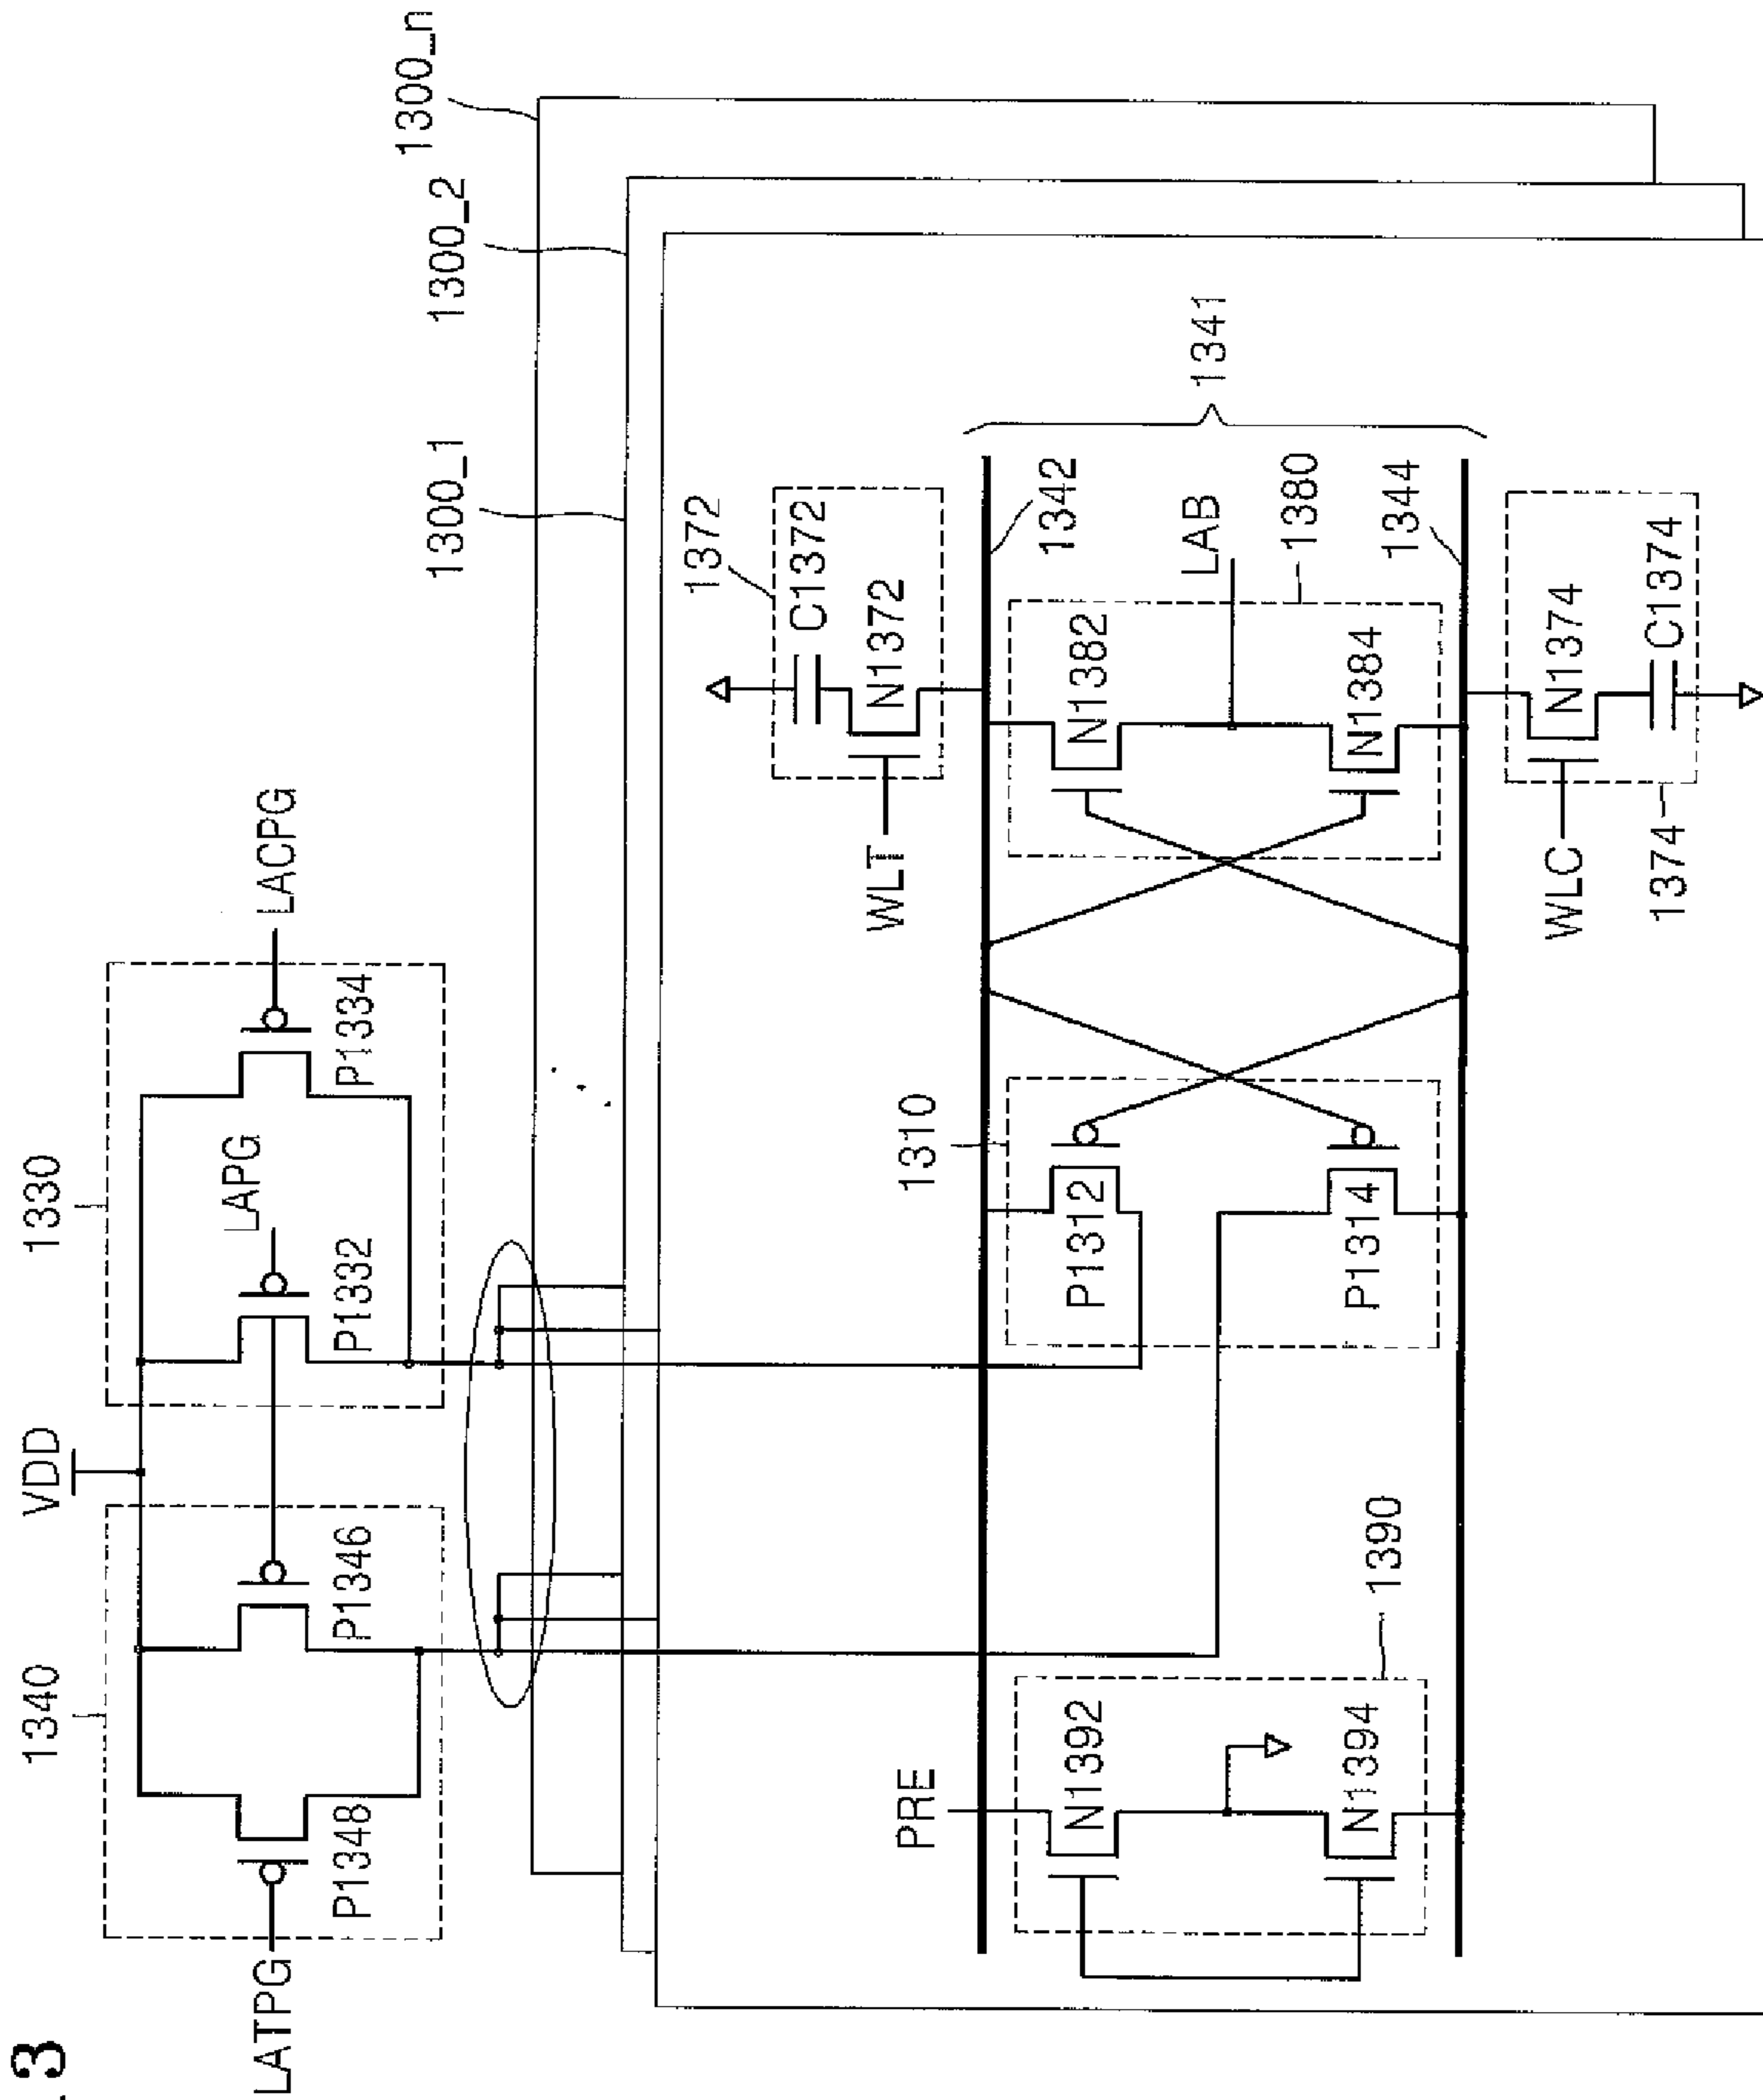 .3
1340
VDD
1330
LATPG
P1348
P1346
P1332
LAPG
P1334
LACPG
1300_1
1300_2
1300_n
PRE
N1392
N1394
1390
1310
P1312
P1314
WLT
1372
C1372
N1372
1342
1341
N1382
N1384
LAB
1380
1344
WLC
N1374
C1374
1374